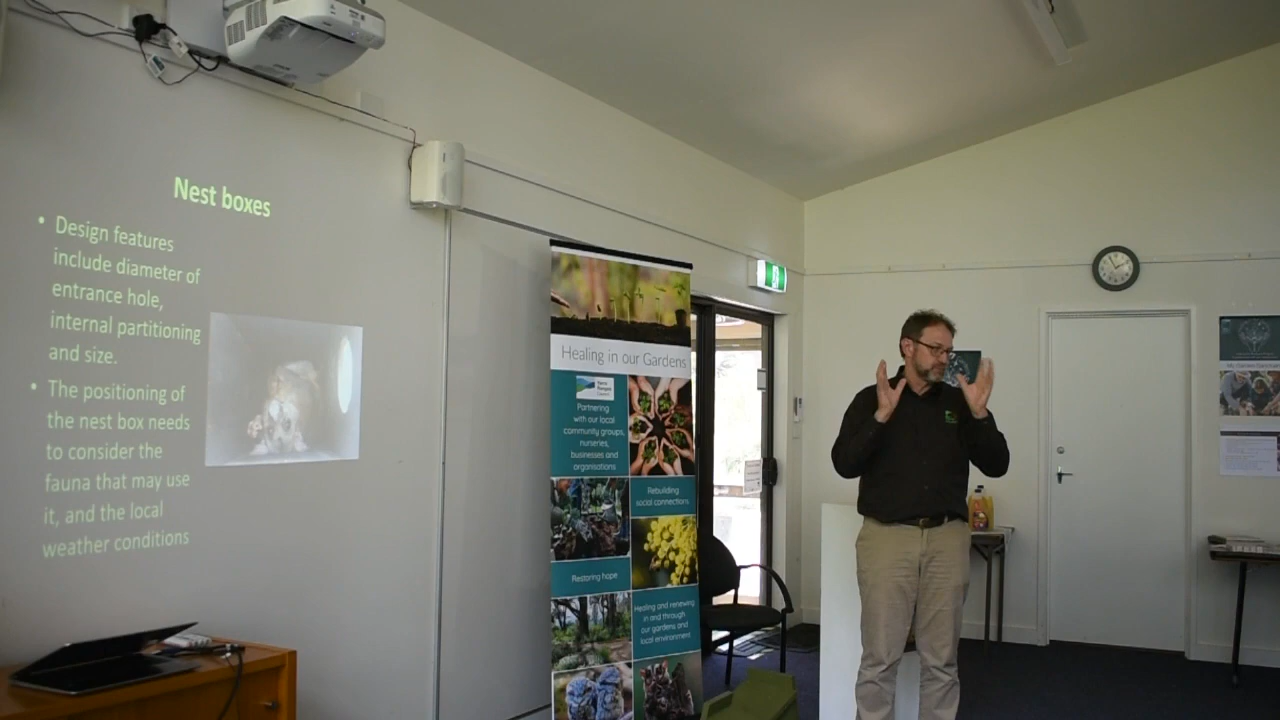 Nest boxes
• Design features
include diameter of
entrance hole,
internal partitioning
and size.
• The positioning of
the nest box needs
to consider the
fauna that may use
it, and the local
weather conditions
Healing in our Gardens
Partnering
with our local
community groups,
nurseries,
businesses and
organisations
Rebuilding
social connections
Restoring hope
Healing and renewing
in and through
our gardens and
local environment